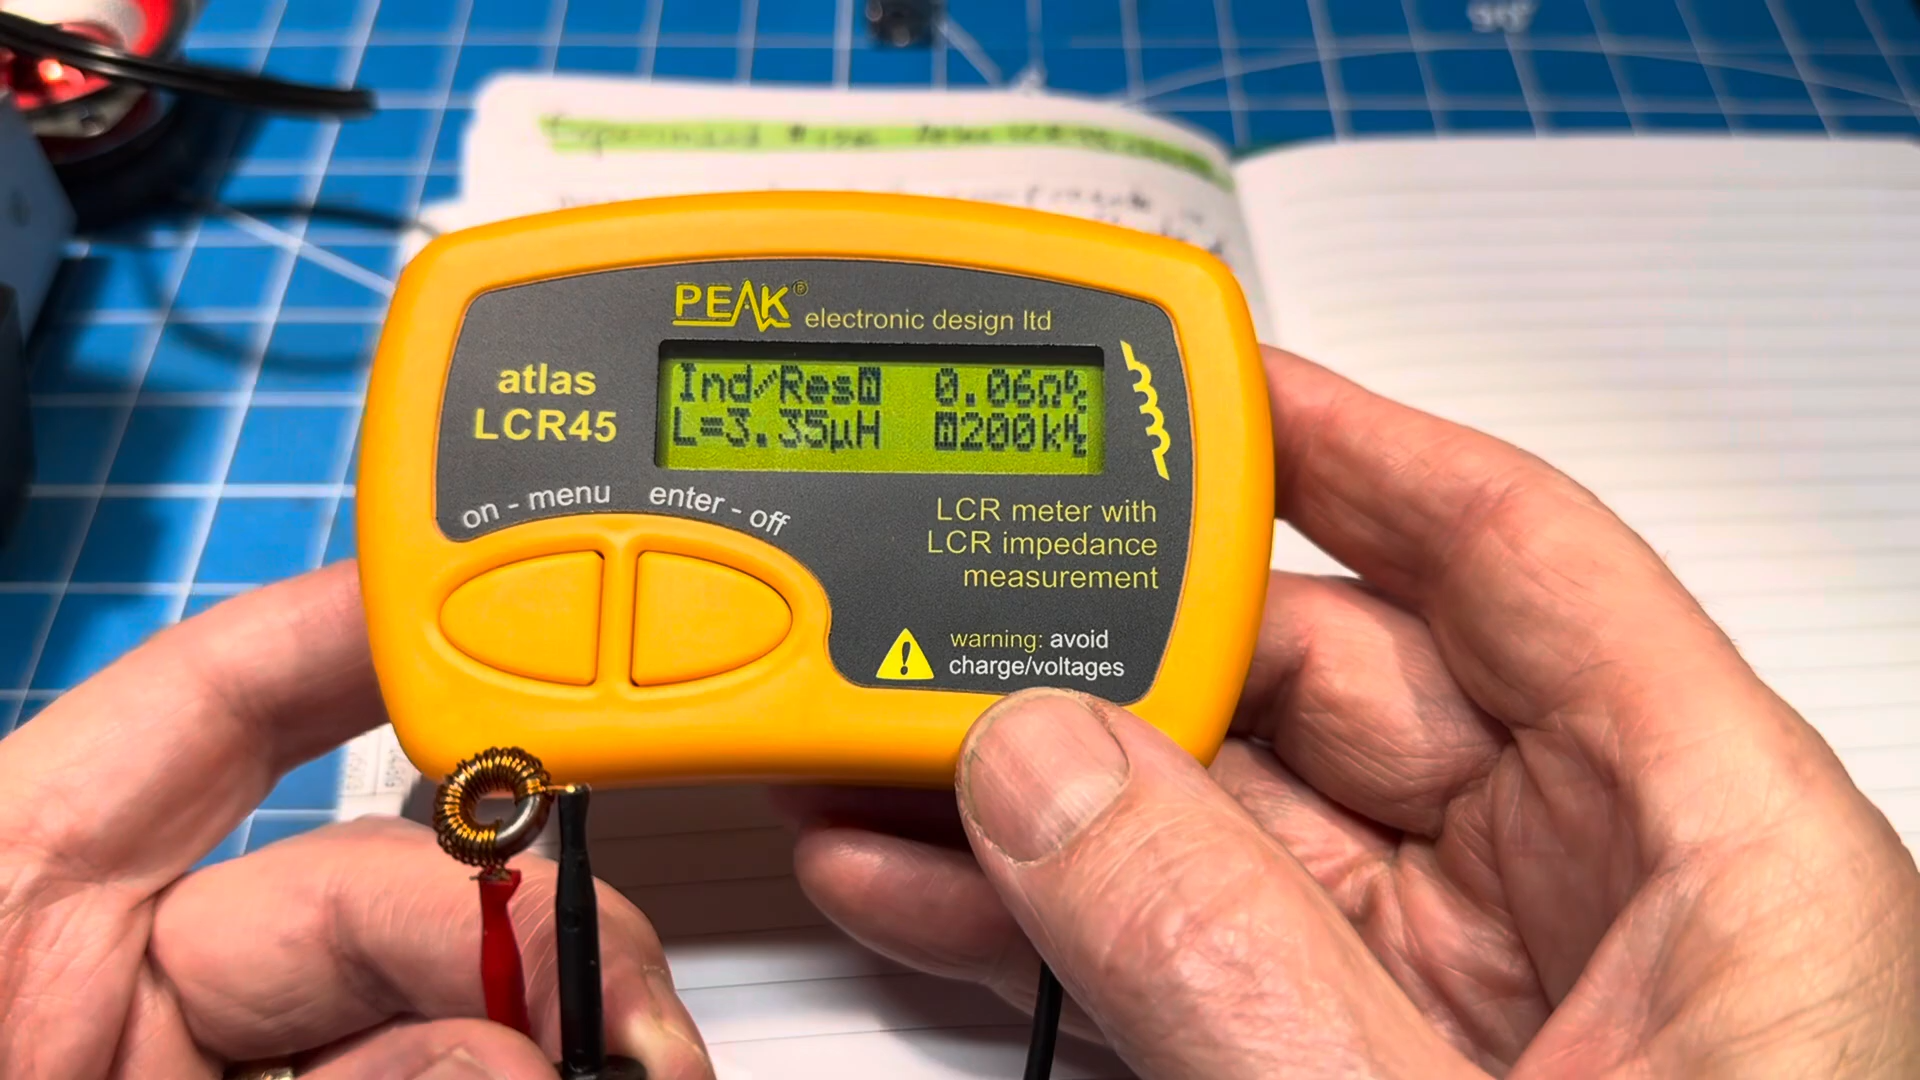 PEAK® electronic design ltd
atlas
LCR45
Ind/Res 0.06Ω
L=3.35µH 200kHz
on - menu enter - off
LCR meter with
LCR impedance
measurement
warning: avoid
charge/voltages